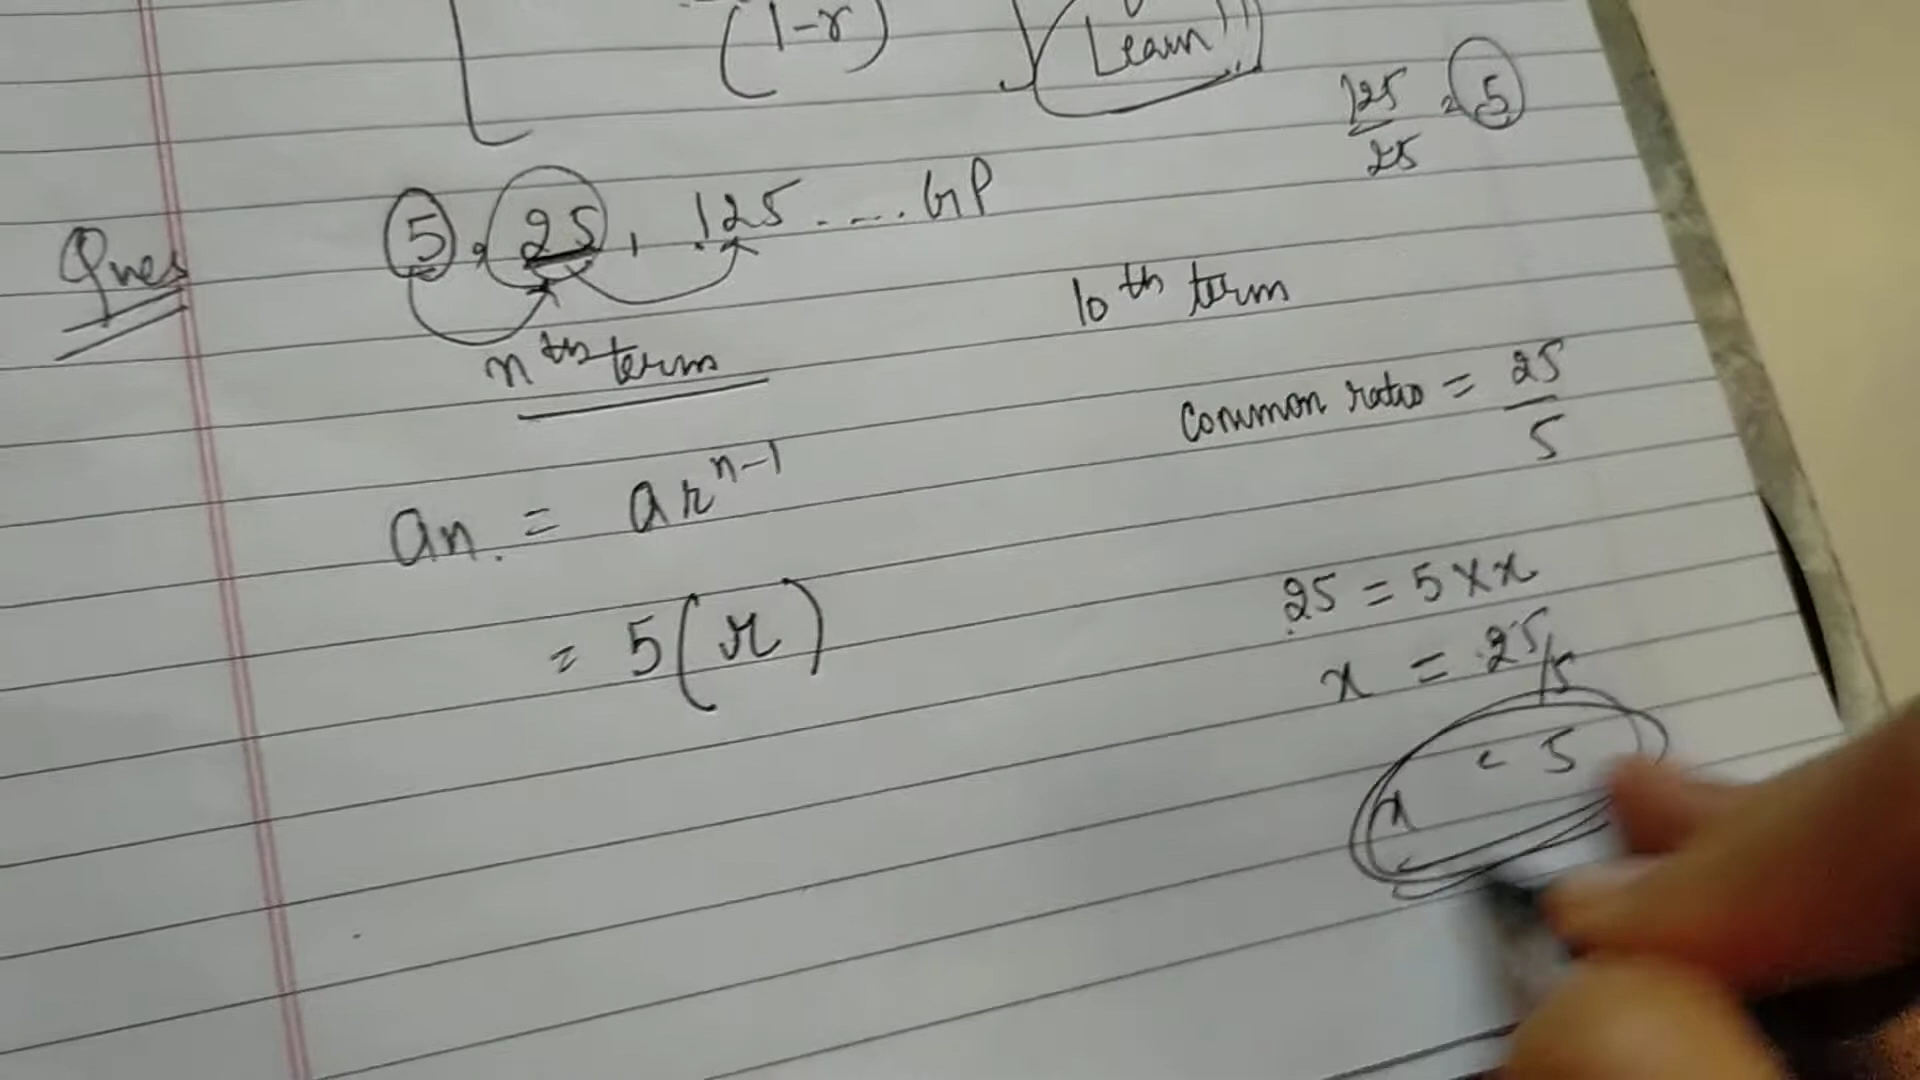 (1-r)
Learn
125/25 = 5
Ques 5, 25, 125 .... GP
nth term
10th term
Common ratio = 25/5
an = ar^n-1
25 = 5 × x
= 5(r)
x = 25/5
x = 5